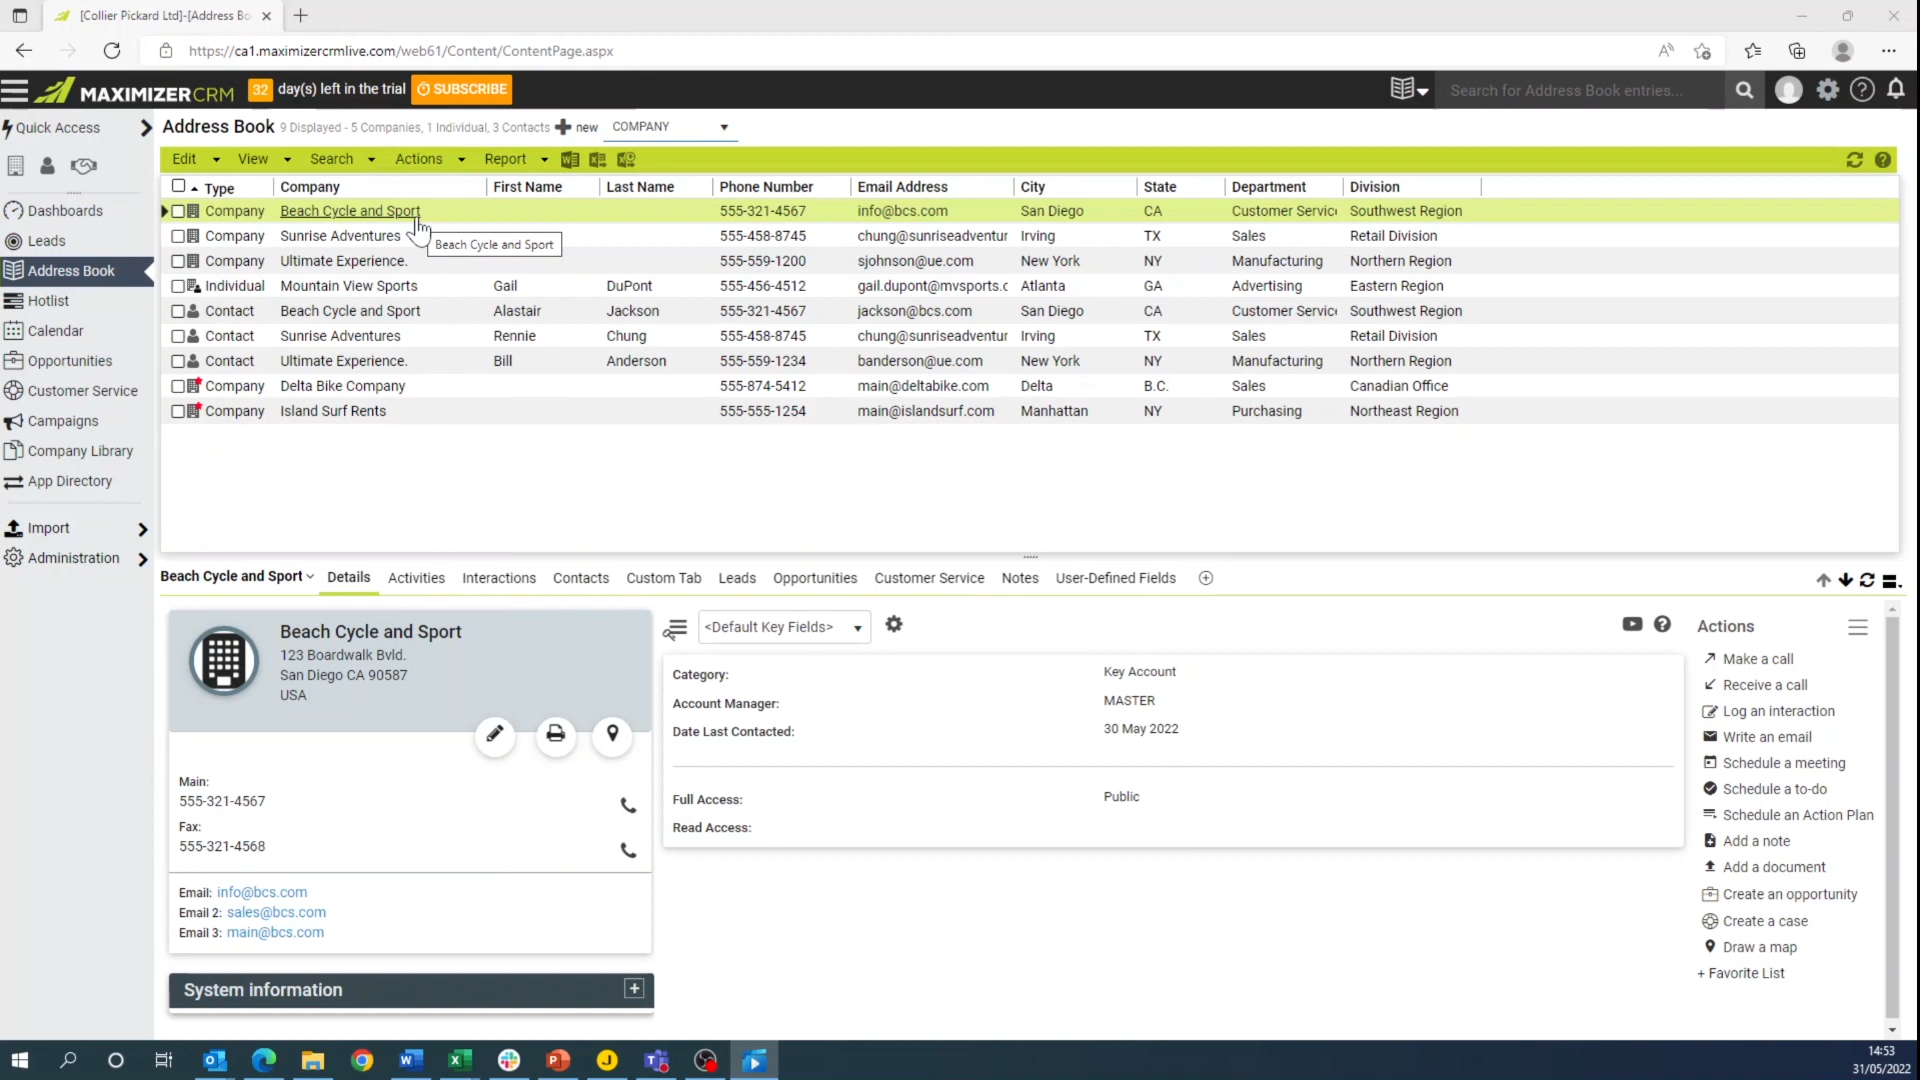 [Collier Pickard Ltd]-[Address Bo
https://ca1.maximizercrmlive.com/web61/Content/ContentPage.aspx
MAXIMIZERCRM 32 day(s) left in the trial SUBSCRIBE Search for Address Book entries...
Quick Access
Dashboards
Leads
Address Book
Hotlist
Calendar
Opportunities
Customer Service
Campaigns
Company Library
App Directory
Import
Administration
Address Book 9 Displayed - 5 Companies, 1 Individual, 3 Contacts new COMPANY
Edit View Search Actions Report
Type Company First Name Last Name Phone Number Email Address City State Department Division
Company Beach Cycle and Sport 555-321-4567 info@bcs.com San Diego CA Customer Servic Southwest Region
Company Sunrise Adventures 555-458-8745 chung@sunriseadventur Irving TX Sales Retail Division
Beach Cycle and Sport
Company Ultimate Experience. 555-559-1200 sjohnson@ue.com New York NY Manufacturing Northern Region
Individual Mountain View Sports Gail DuPont 555-456-4512 gail.dupont@mvsports.c Atlanta GA Advertising Eastern Region
Contact Beach Cycle and Sport Alastair Jackson 555-321-4567 jackson@bcs.com San Diego CA Customer Servic Southwest Region
Contact Sunrise Adventures Rennie Chung 555-458-8745 chung@sunriseadventur Irving TX Sales Retail Division
Contact Ultimate Experience. Bill Anderson 555-559-1234 banderson@ue.com New York NY Manufacturing Northern Region
Company Delta Bike Company 555-874-5412 main@deltabike.com Delta B.C. Sales Canadian Office
Company Island Surf Rents 555-555-1254 main@islandsurf.com Manhattan NY Purchasing Northeast Region
Beach Cycle and Sport Details Activities Interactions Contacts Custom Tab Leads Opportunities Customer Service Notes User-Defined Fields
Beach Cycle and Sport
123 Boardwalk Bvld.
San Diego CA 90587
USA
Main:
555-321-4567
Fax:
555-321-4568
Email: info@bcs.com
Email 2: sales@bcs.com
Email 3: main@bcs.com
System information
<Default Key Fields>
Category: Key Account
Account Manager: MASTER
Date Last Contacted: 30 May 2022
Full Access: Public
Read Access:
Actions
Make a call
Receive a call
Log an interaction
Write an email
Schedule a meeting
Schedule a to-do
Schedule an Action Plan
Add a note
Add a document
Create an opportunity
Create a case
Draw a map
+ Favorite List
14:53
31/05/2022